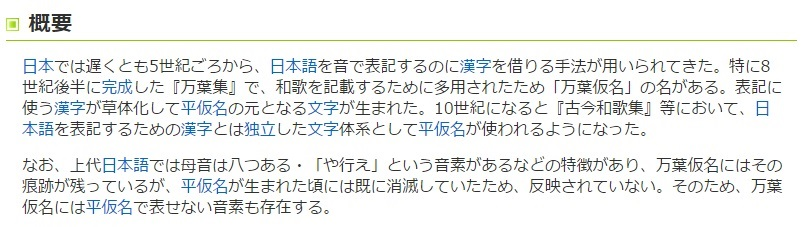 概要
日本では遅くとも5世紀ごろから、日本語を音で表記するのに漢字を借りる手法が用いられてきた。特に8
世紀後半に完成した『万葉集』で、和歌を記載するために多用されたため「万葉仮名」の名がある。表記に
使う漢字が草体化して平仮名の元となる文字が生まれた。10世紀になると『古今和歌集』等において、日
本語を表記するための漢字とは独立した文字体系として平仮名が使われるようになった。
なお、上代日本語では母音は八つある・「や行え」という音素があるなどの特徴があり、万葉仮名にはその
痕跡が残っているが、平仮名が生まれた頃には既に消滅していたため、反映されていない。そのため、万葉
仮名には平仮名で表せない音素も存在する。